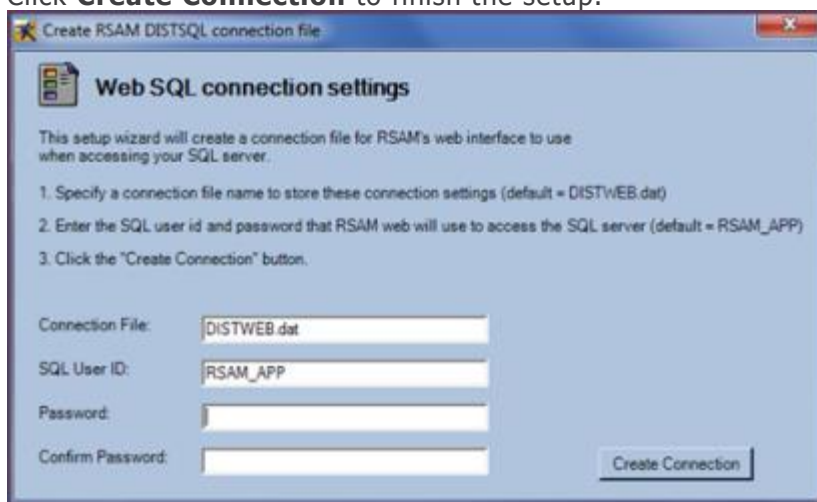 Click Create Connection to finish the setup.
Create RSAM DISTSQL connection file
Web SQL connection settings
This setup wizard will create a connection file for RSAM's web interface to use
when accessing your SQL server.
1. Specify a connection file name to store these connection settings (default = DISTWEB.dat)
2. Enter the SQL user id and password that RSAM web will use to access the SQL server (default = RSAM_APP)
3. Click the "Create Connection" button.
Connection File: DISTWEB.dat
SQL User ID: RSAM_APP
Password:
Confirm Password:
Create Connection